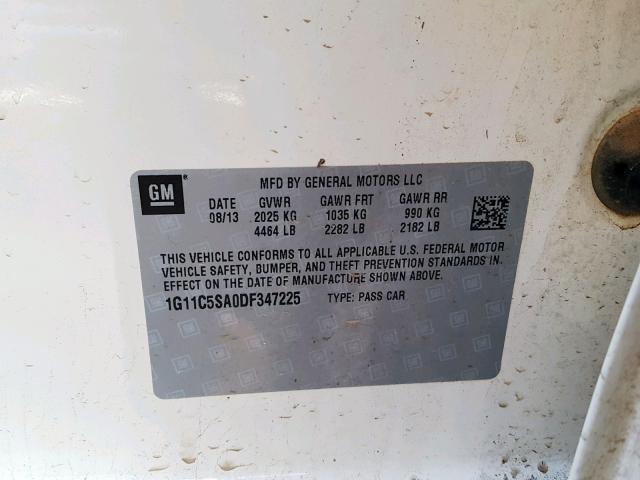 GM
MFD BY GENERAL MOTORS LLC
DATE GVWR GAWR FRT GAWR RR
08/13 2025 KG 1035 KG 990 KG
4464 LB 2282 LB 2182 LB
THIS VEHICLE CONFORMS TO ALL APPLICABLE U.S. FEDERAL MOTOR
VEHICLE SAFETY, BUMPER, AND THEFT PREVENTION STANDARDS IN
EFFECT ON THE DATE OF MANUFACTURE SHOWN ABOVE.
1G11C5SA0DF347225 TYPE: PASS CAR